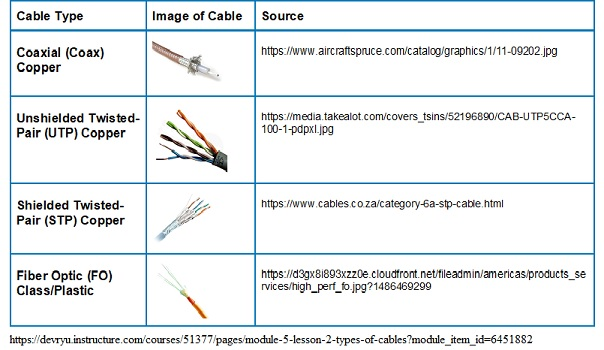 Cable Type Image of Cable Source
Coaxial (Coax)
Copper
https://www.aircraftspruce.com/catalog/graphics/1/11-09202.jpg
Unshielded Twisted-
Pair (UTP) Copper
https://media.takealot.com/covers_tsins/52196890/CAB-UTP5CCA-
100-1-pdpxl.jpg
Shielded Twisted-
Pair (STP) Copper
https://www.cables.co.za/category-6a-stp-cable.html
Fiber Optic (FO)
Class/Plastic
https://d3gx8i893xzz0e.cloudfront.net/fileadmin/americas/products_se
rvices/high_perf_fo.jpg?1486469299
https://devryu.instructure.com/courses/51377/pages/module-5-lesson-2-types-of-cables?module_item_id=6451882